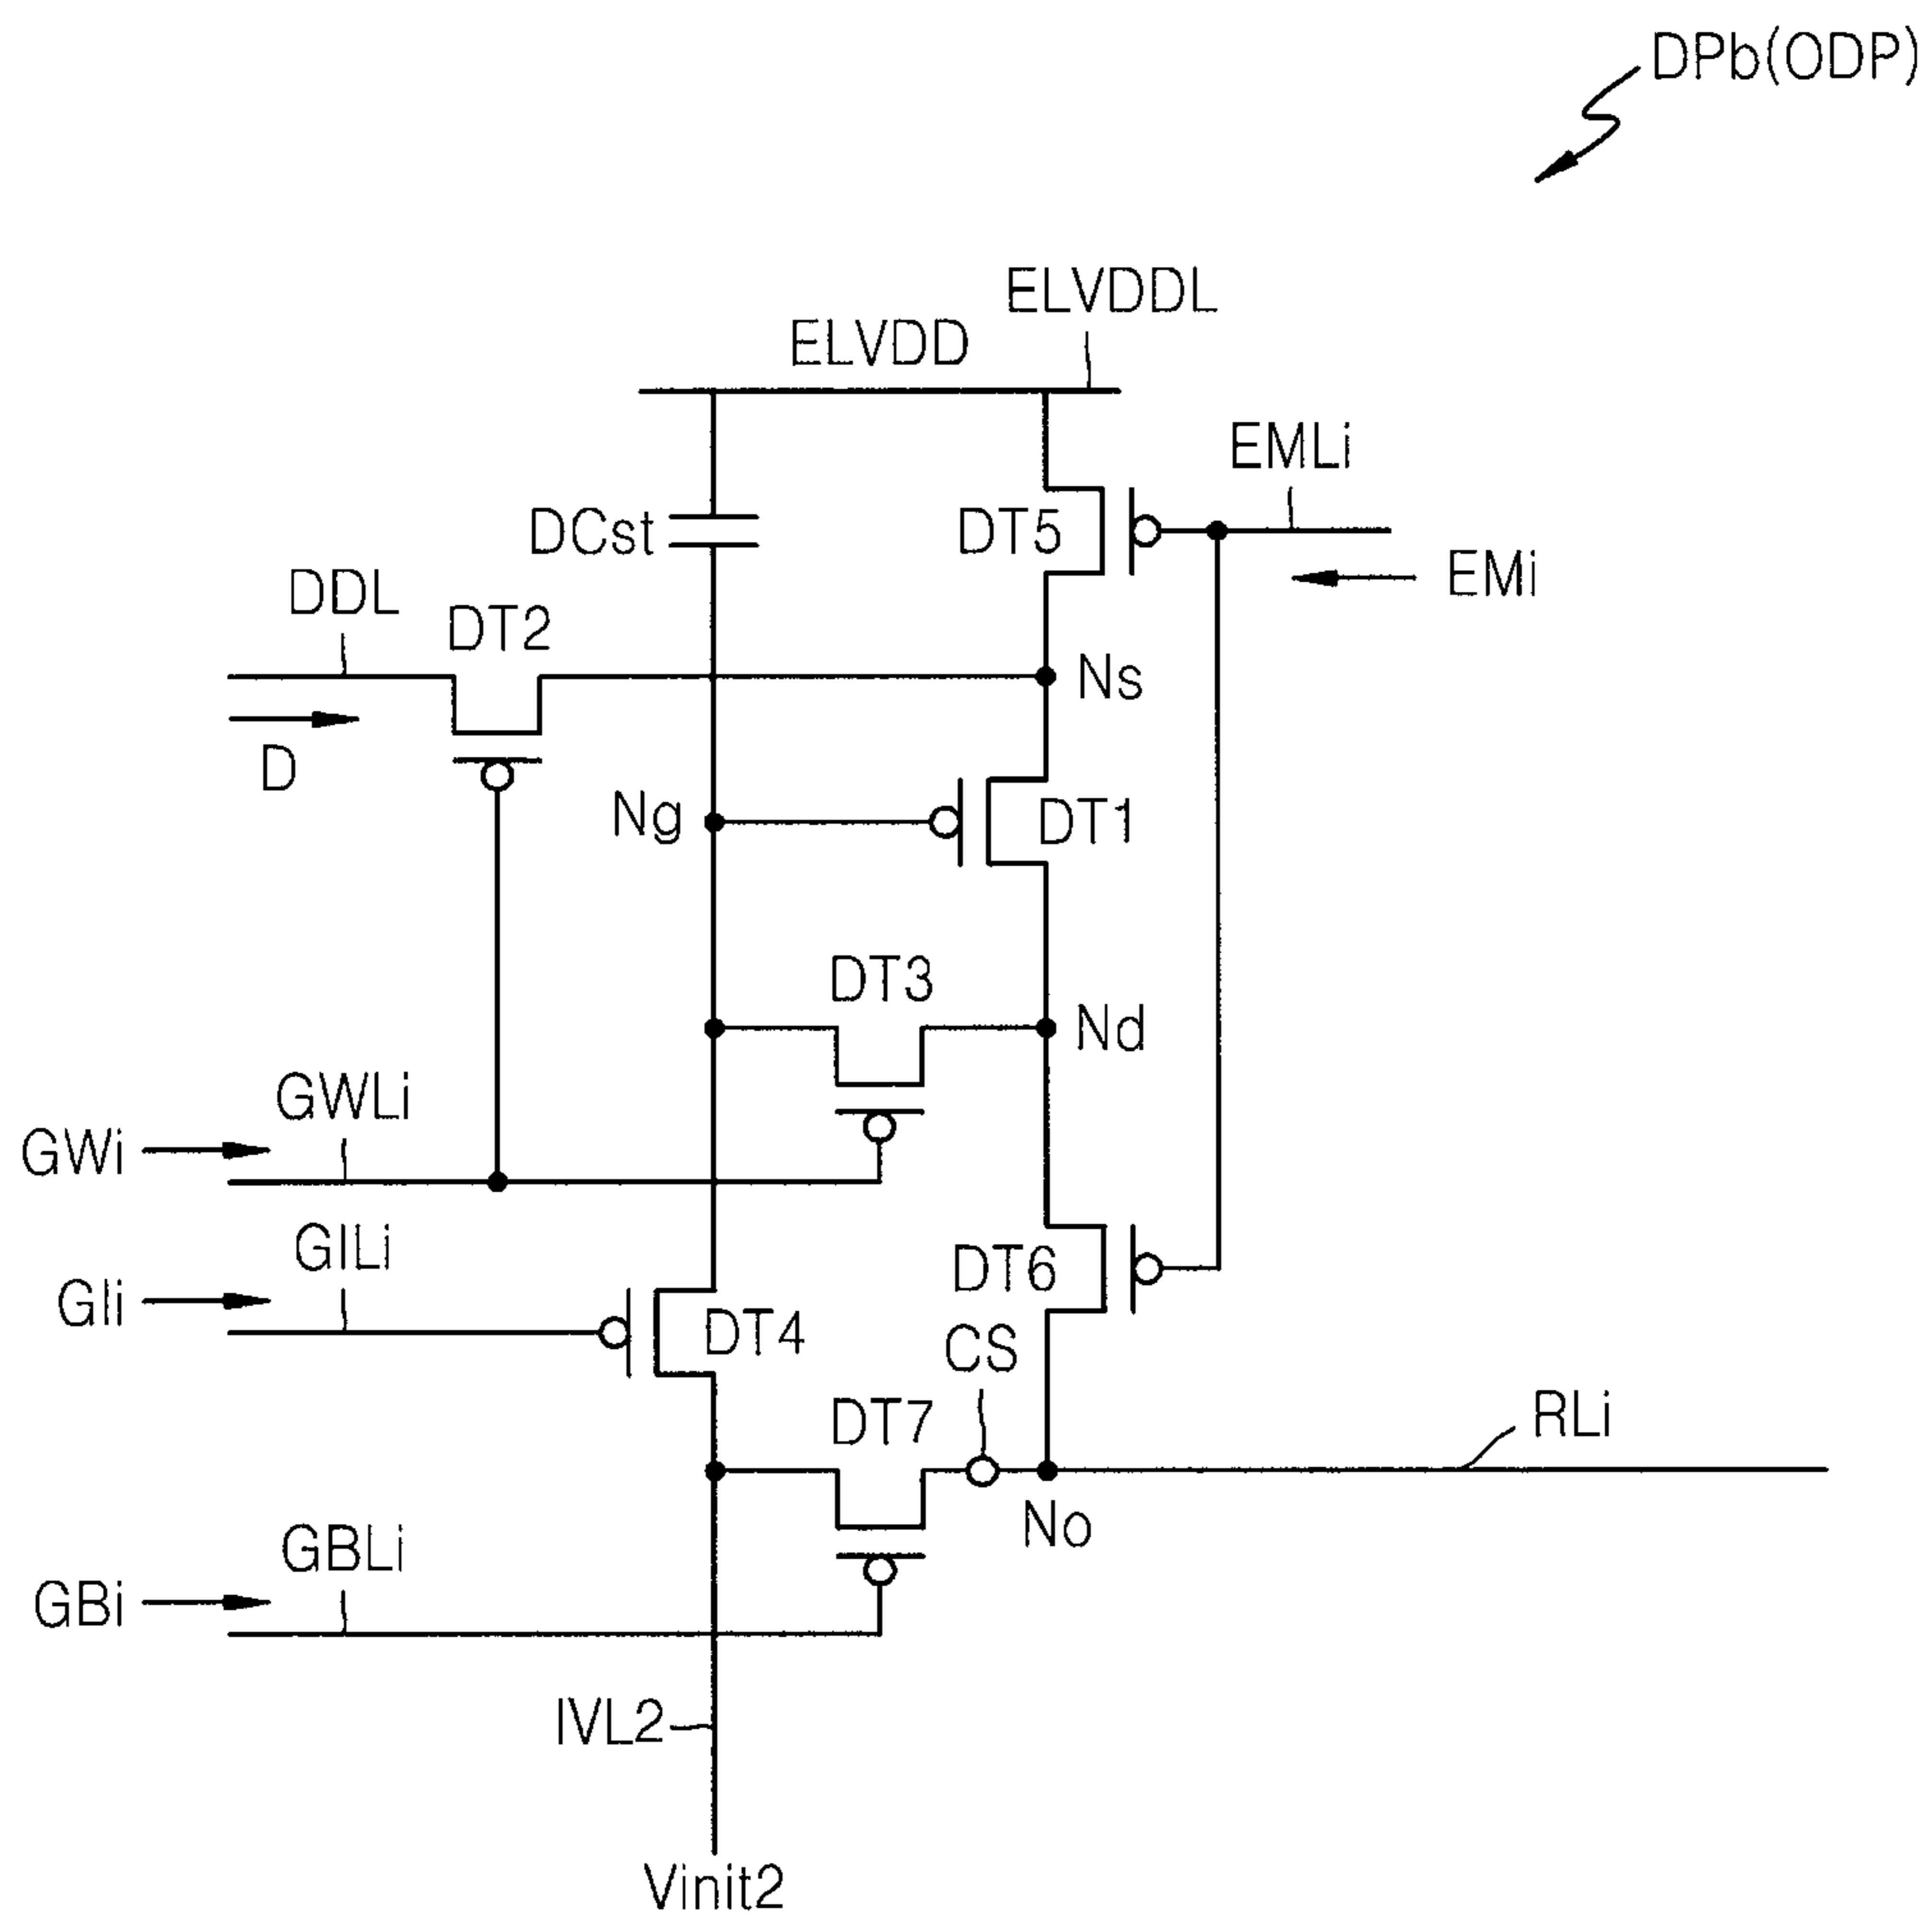 DPb(ODP)
ELVDDL
ELVDD
EMLi
DCst
DT5
EMi
DDL
DT2
Ns
D
Ng
DT1
DT3
Nd
GWLi
GWi
GILi
DT6
GIi
DT4
CS
DT7
RLi
No
GBLi
GBi
IVL2
Vinit2